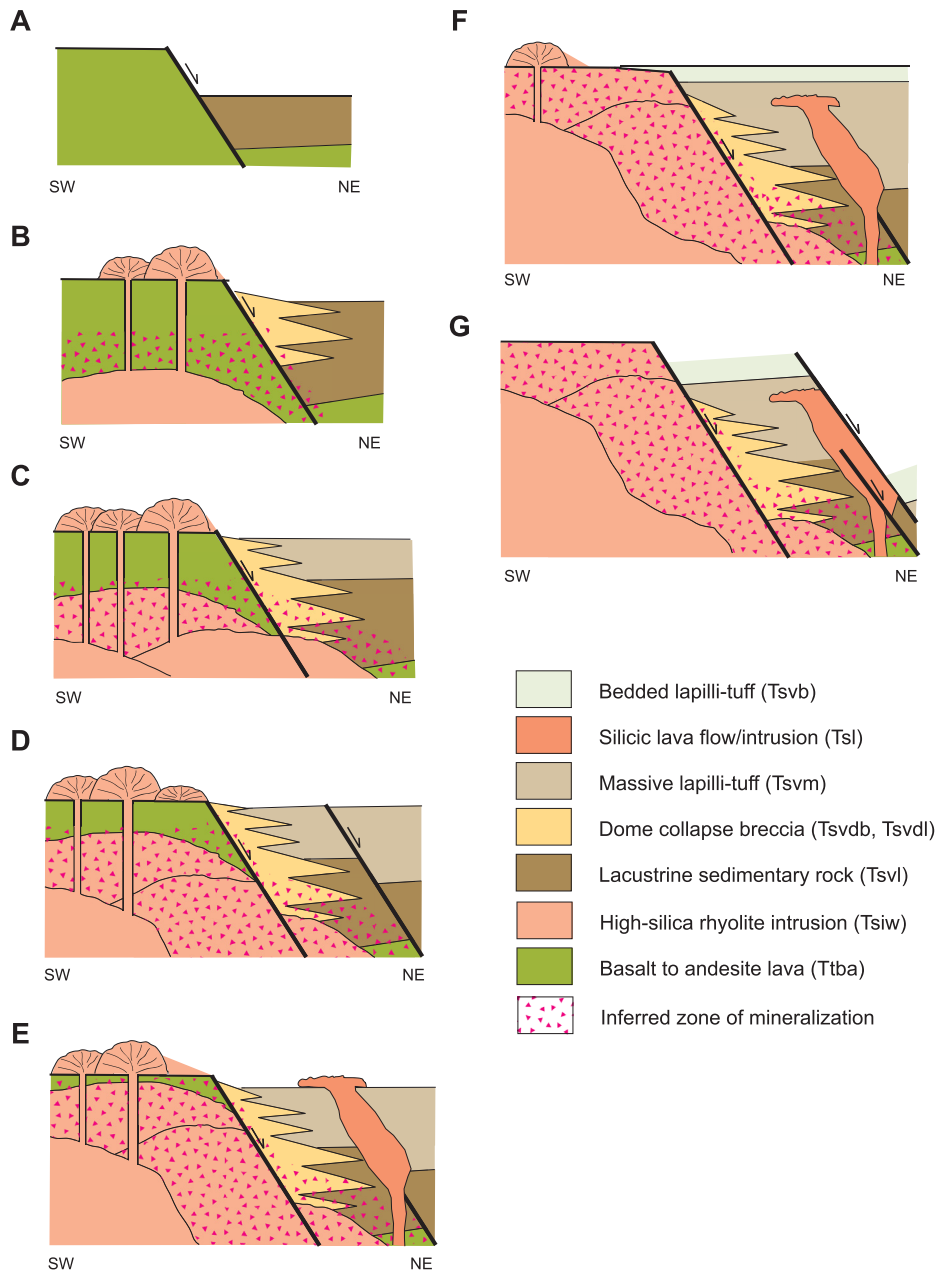 A
SW NE
B
SW NE
C
SW NE
D
SW NE
E
SW NE
F
SW NE
G
SW NE
Bedded lapilli-tuff (Tsvb)
Silicic lava flow/intrusion (Tsl)
Massive lapilli-tuff (Tsvm)
Dome collapse breccia (Tsvdb, Tsvdl)
Lacustrine sedimentary rock (Tsvl)
High-silica rhyolite intrusion (Tsiw)
Basalt to andesite lava (Ttba)
Inferred zone of mineralization